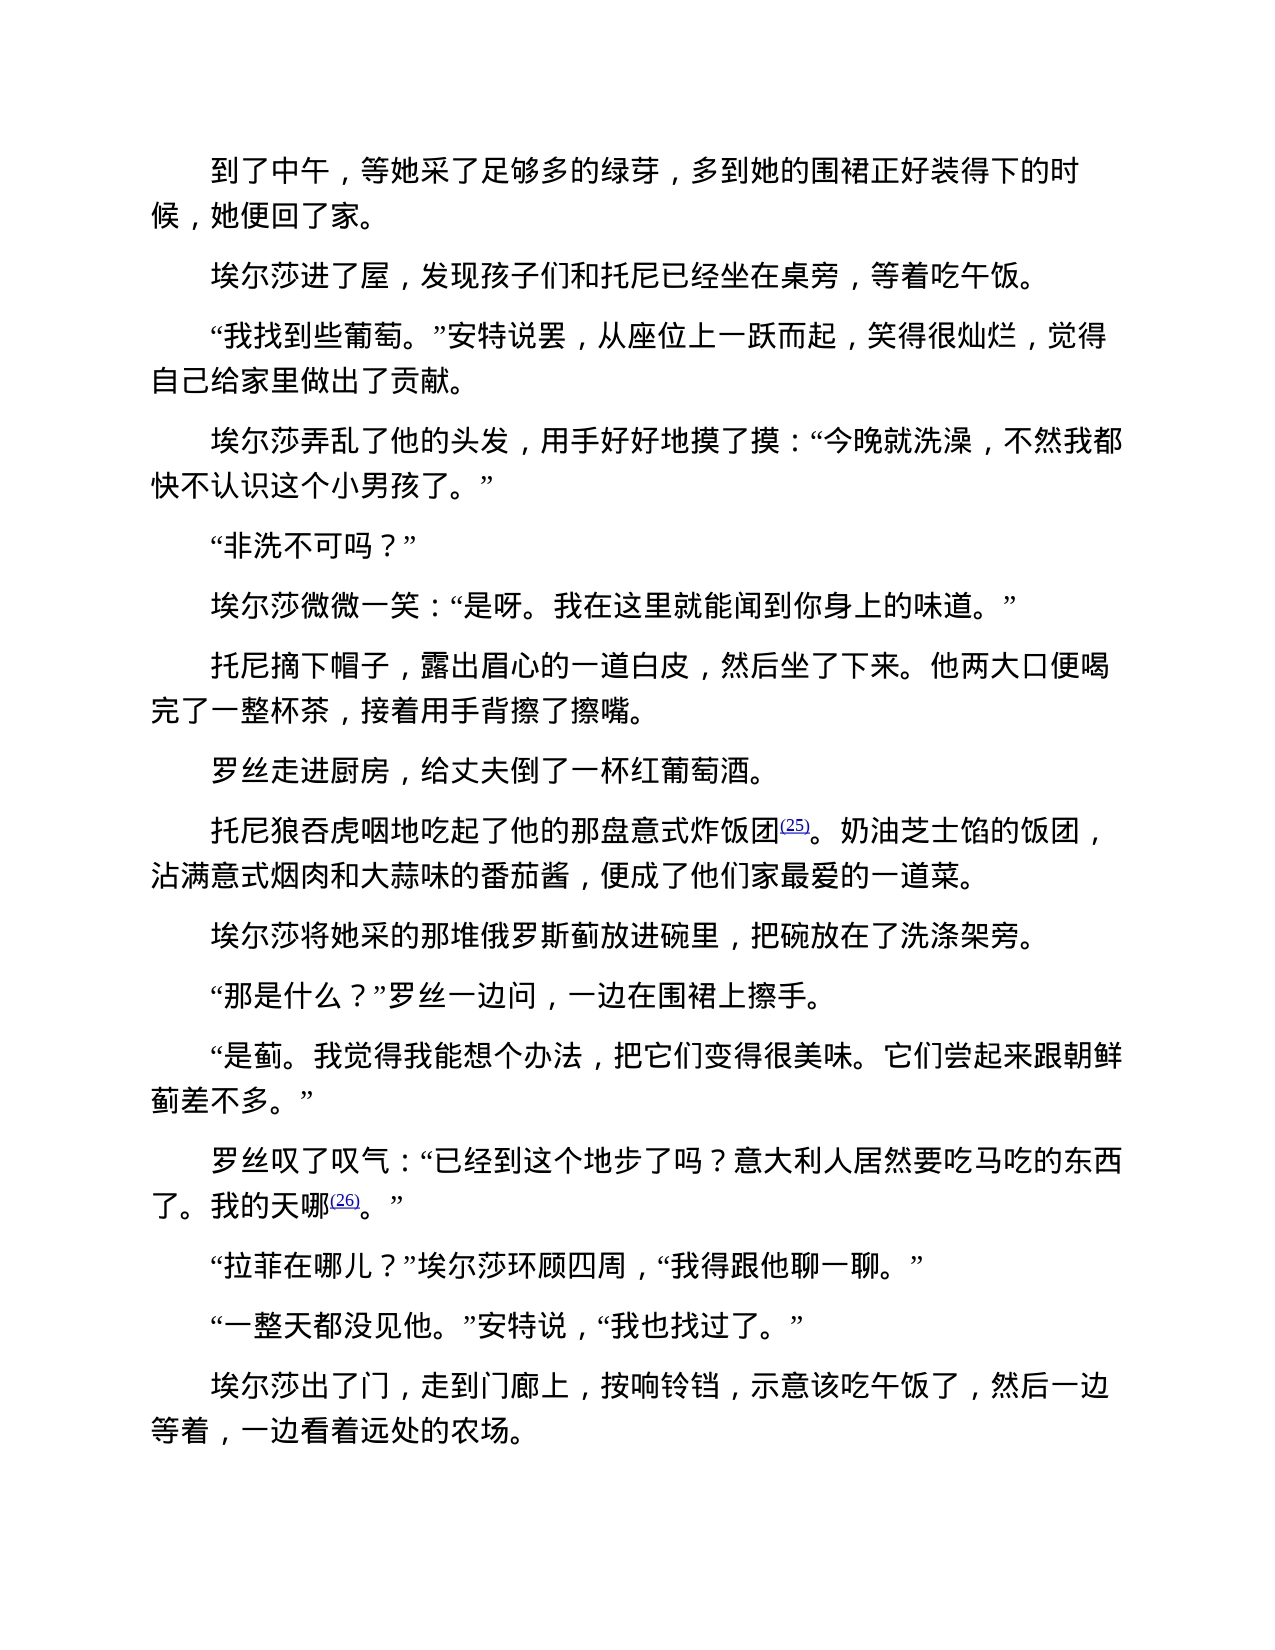 到了中午，等她采了足够多的绿芽，多到她的围裙正好装得下的时
候，她便回了家。
埃尔莎进了屋，发现孩子们和托尼已经坐在桌旁，等着吃午饭。
“我找到些葡萄。”安特说罢，从座位上一跃而起，笑得很灿烂，觉得
自己给家里做出了贡献。
埃尔莎弄乱了他的头发，用手好好地摸了摸：“今晚就洗澡，不然我都
快不认识这个小男孩了。”
“非洗不可吗？”
埃尔莎微微一笑：“是呀。我在这里就能闻到你身上的味道。”
托尼摘下帽子，露出眉心的一道白皮，然后坐了下来。他两大口便喝
完了一整杯茶，接着用手背擦了擦嘴。
罗丝走进厨房，给丈夫倒了一杯红葡萄酒。
托尼狼吞虎咽地吃起了他的那盘意式炸饭团(25)。奶油芝士馅的饭团，
沾满意式烟肉和大蒜味的番茄酱，便成了他们家最爱的一道菜。
埃尔莎将她采的那堆俄罗斯蓟放进碗里，把碗放在了洗涤架旁。
“那是什么？”罗丝一边问，一边在围裙上擦手。
“是蓟。我觉得我能想个办法，把它们变得很美味。它们尝起来跟朝鲜
蓟差不多。”
罗丝叹了叹气：“已经到这个地步了吗？意大利人居然要吃马吃的东西
了。我的天哪(26)。”
“拉菲在哪儿？”埃尔莎环顾四周，“我得跟他聊一聊。”
“一整天都没见他。”安特说，“我也找过了。”
埃尔莎出了门，走到门廊上，按响铃铛，示意该吃午饭了，然后一边
等着，一边看着远处的农场。